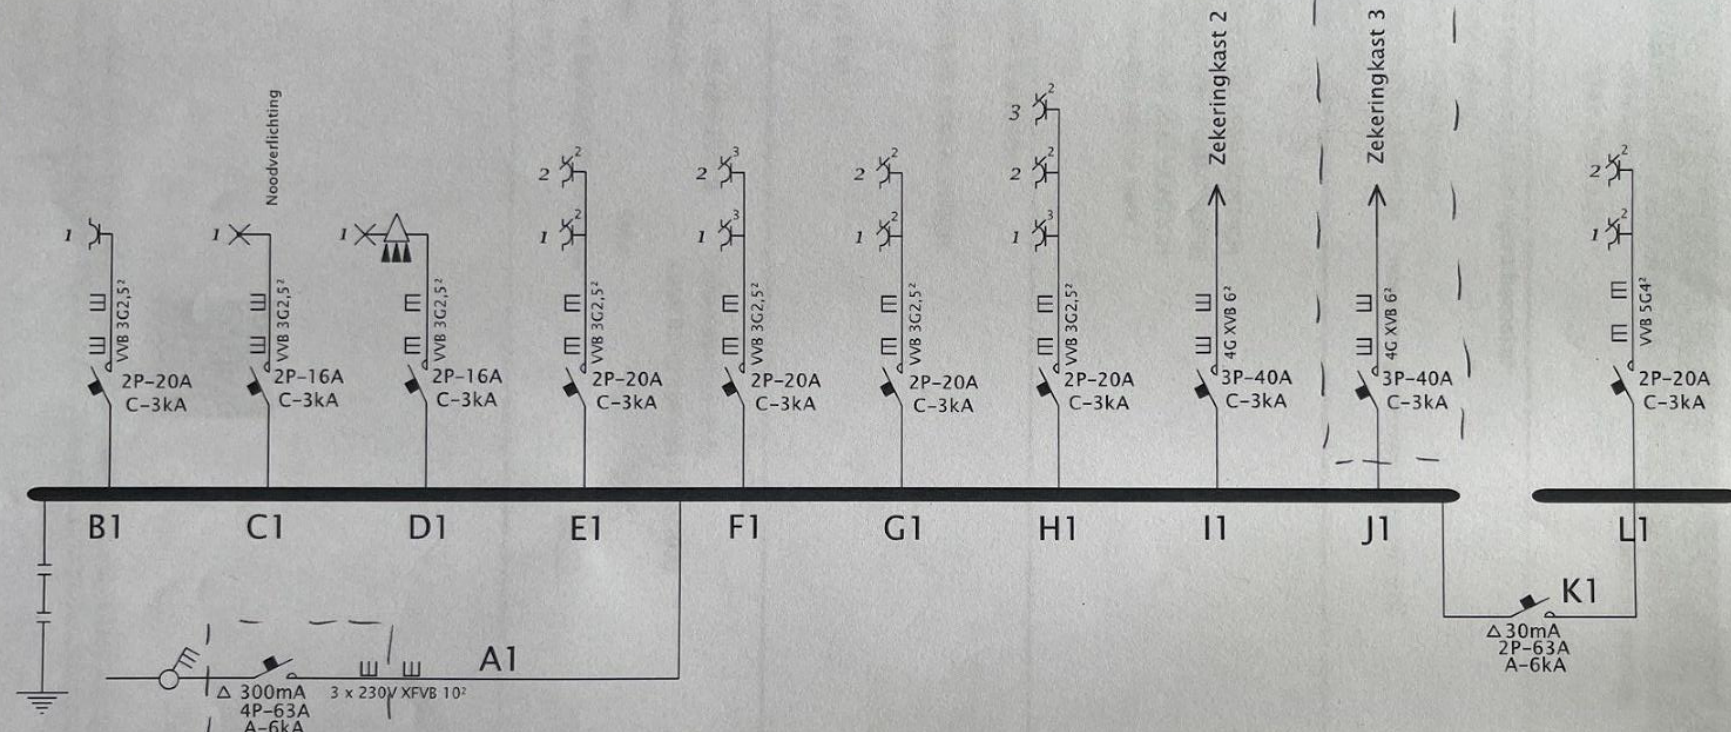 Zekeringkast 2
Zekeringkast 3
Noodverlichting
3 2
2 2
1 3
2 2
1 2
2 3
1 3
2 2
1 2
2 2
1 2
1
1
1
VVB 3G2,5²
VVB 3G2,5²
VVB 3G2,5²
VVB 3G2,5²
VVB 3G2,5²
VVB 3G2,5²
VVB 3G2,5²
4G XVB 6²
4G XVB 6²
VVB 5G4²
2P-20A
C-3kA
2P-16A
C-3kA
2P-16A
C-3kA
2P-20A
C-3kA
2P-20A
C-3kA
2P-20A
C-3kA
2P-20A
C-3kA
3P-40A
C-3kA
3P-40A
C-3kA
2P-20A
C-3kA
B1 C1 D1 E1 F1 G1 H1 I1 J1 L1
K1
Δ 30mA
2P-63A
A-6kA
A1
Δ 300mA
4P-63A
A-6kA
3 x 230V XFVB 10²